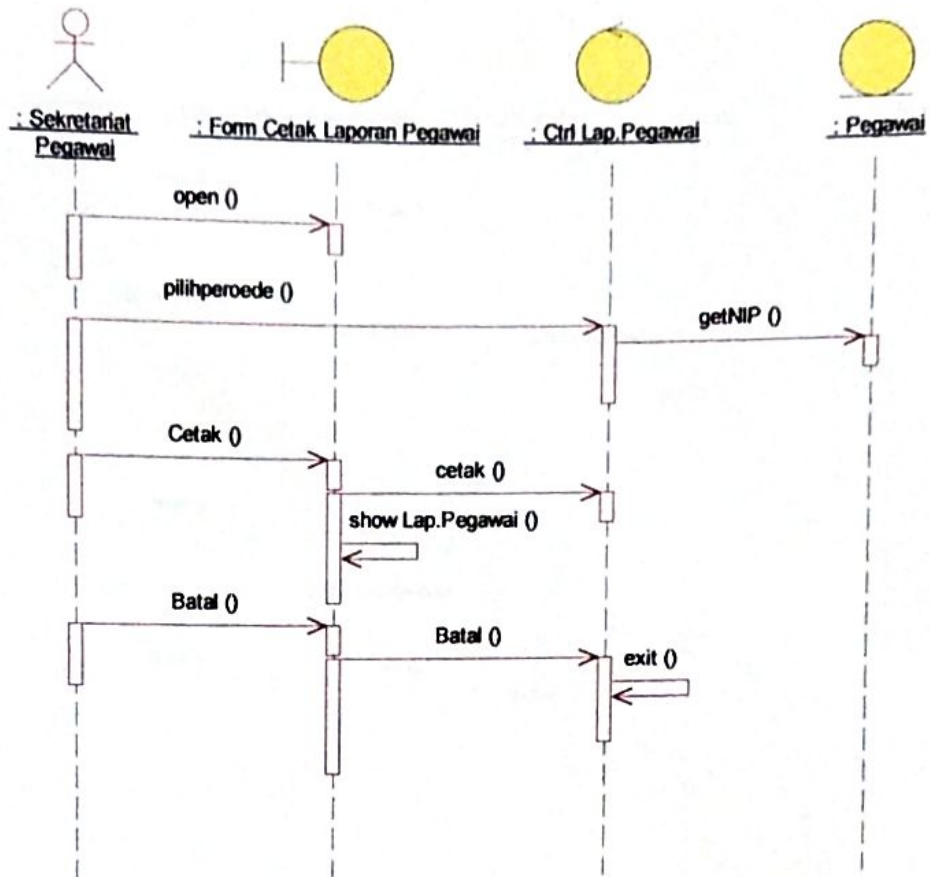 : Sekretariat
Pegawai
: Form Cetak Laporan Pegawai
: Ctrl Lap.Pegawai
: Pegawai
open ()
pilihperoede ()
getNIP ()
Cetak ()
cetak ()
show Lap.Pegawai ()
Batal ()
Batal ()
exit ()